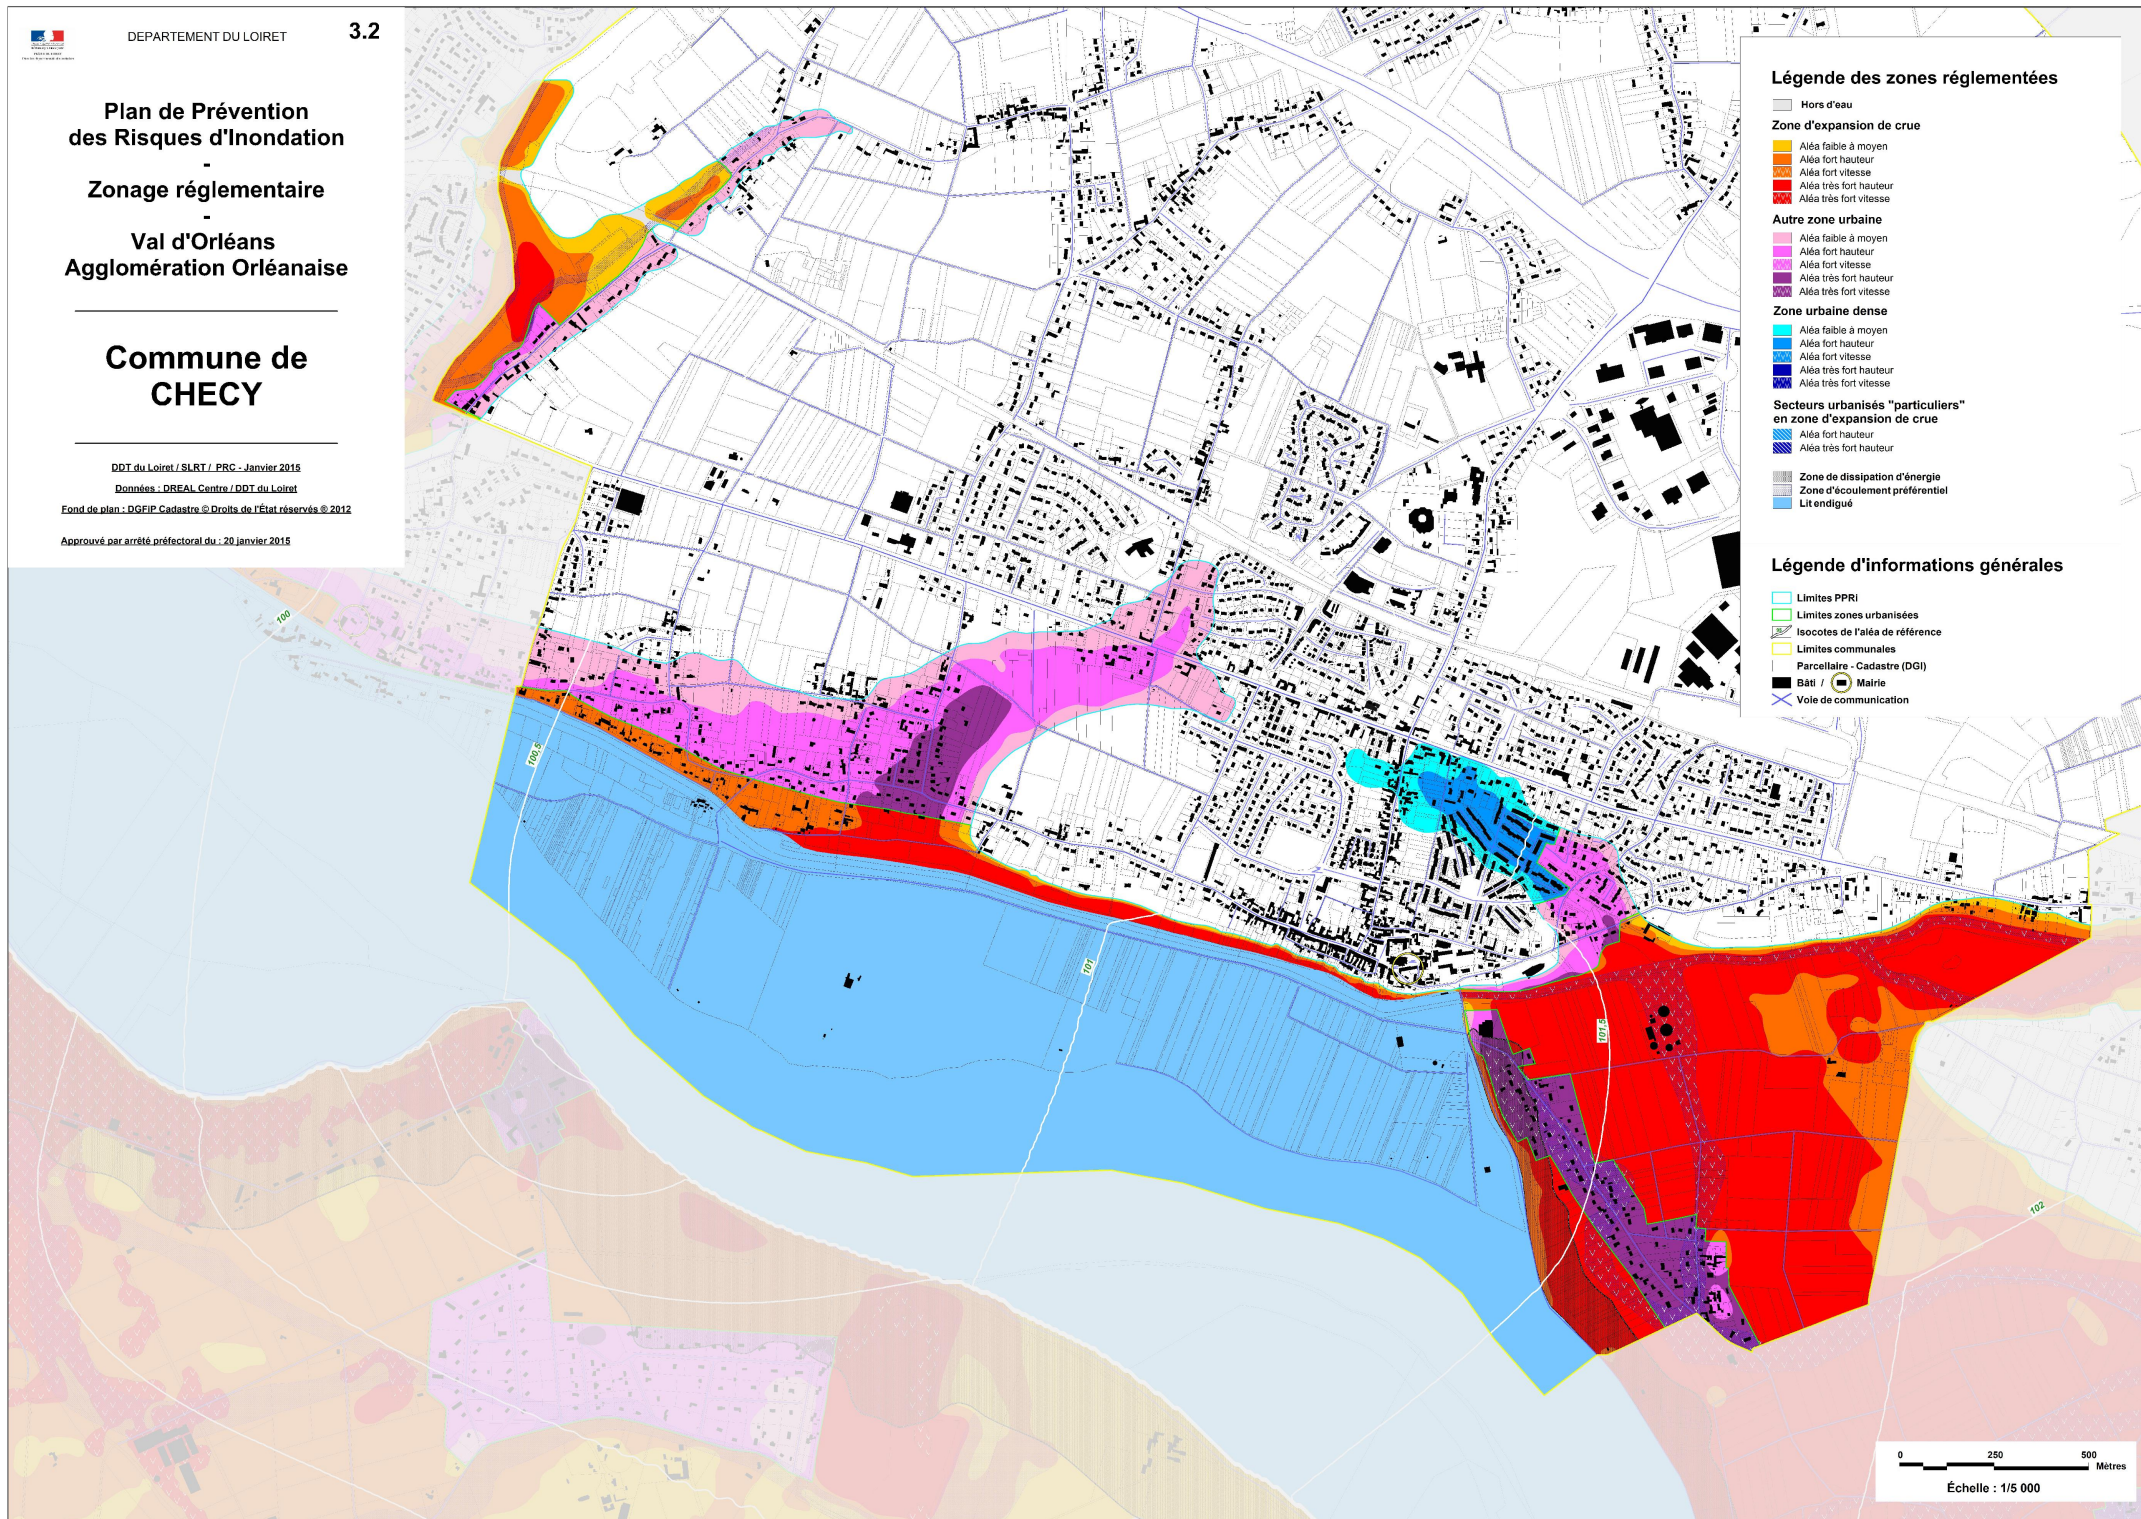 DEPARTEMENT DU LOIRET
3.2
Plan de Prévention
des Risques d'Inondation
-
Zonage réglementaire
-
Val d'Orléans
Agglomération Orléanaise
Commune de
CHECY
DDT du Loiret / SLRT / PRC - Janvier 2015
Données : DREAL Centre / DDT du Loiret
Fond de plan : DGFiP Cadastre © Droits de l'État réservés ® 2012
Approuvé par arrêté préfectoral du : 20 janvier 2015
Légende des zones réglementées
Hors d'eau
Zone d'expansion de crue
Aléa faible à moyen
Aléa fort hauteur
Aléa fort vitesse
Aléa très fort hauteur
Aléa très fort vitesse
Autre zone urbaine
Aléa faible à moyen
Aléa fort hauteur
Aléa fort vitesse
Aléa très fort hauteur
Aléa très fort vitesse
Zone urbaine dense
Aléa faible à moyen
Aléa fort hauteur
Aléa fort vitesse
Aléa très fort hauteur
Aléa très fort vitesse
Secteurs urbanisés "particuliers"
en zone d'expansion de crue
Aléa fort hauteur
Aléa très fort hauteur
Zone de dissipation d'énergie
Zone d'écoulement préférentiel
Lit endigué
Légende d'informations générales
Limites PPRi
Limites zones urbanisées
Isocotes de l'aléa de référence
Limites communales
Parcellaire - Cadastre (DGI)
Bâti / Mairie
Voie de communication
100
100,5
101
101,5
102
0 250 500
Mètres
Échelle : 1/5 000